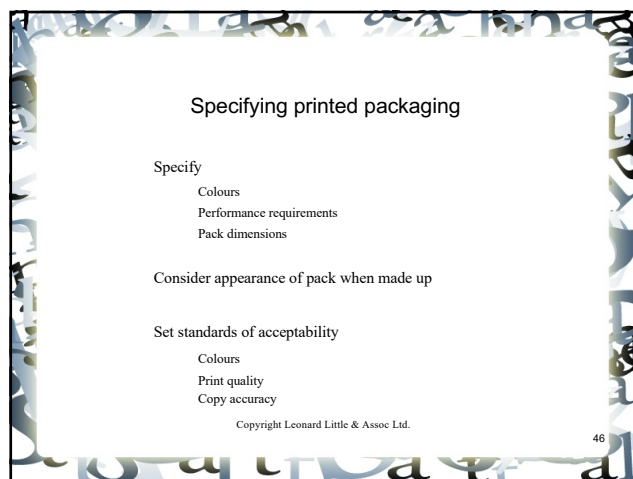 Specifying printed packaging
Specify
Colours
Performance requirements
Pack dimensions
Consider appearance of pack when made up
Set standards of acceptability
Colours
Print quality
Copy accuracy
Copyright Leonard Little & Assoc Ltd.
46